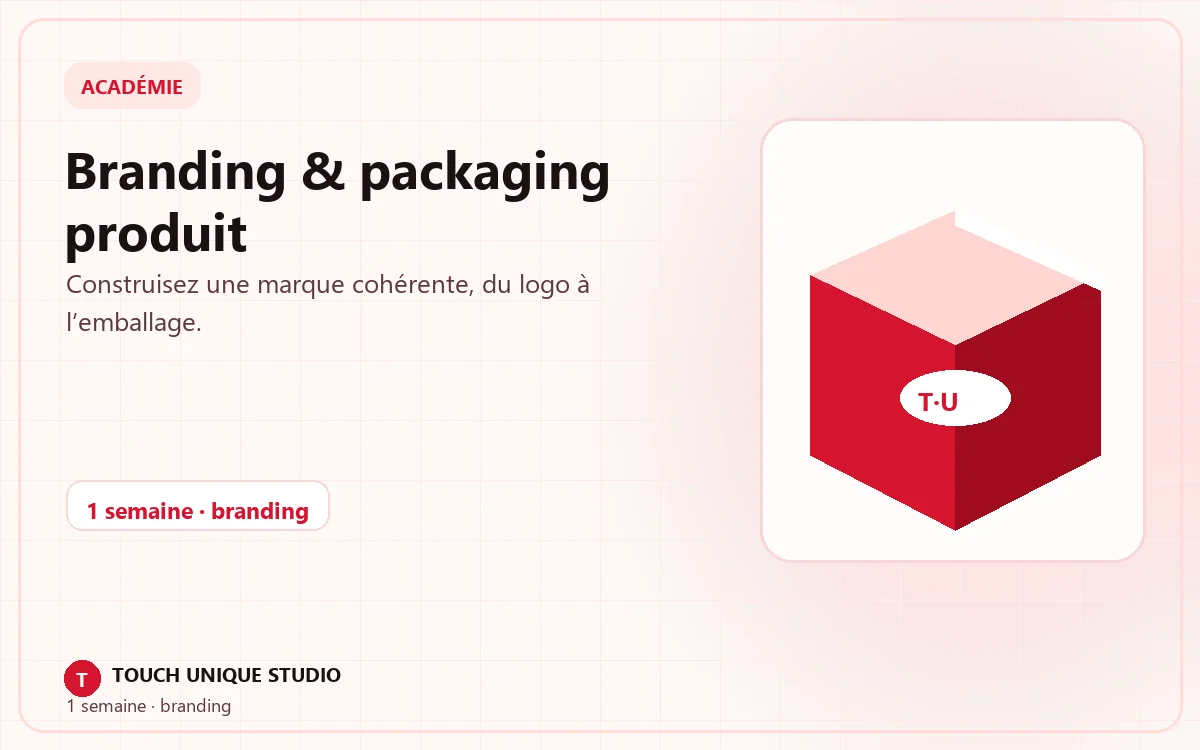 ACADÉMIE
Branding & packaging
produit
Construisez une marque cohérente, du logo à
l’emballage.
T·U
1 semaine · branding
T
TOUCH UNIQUE STUDIO
1 semaine · branding